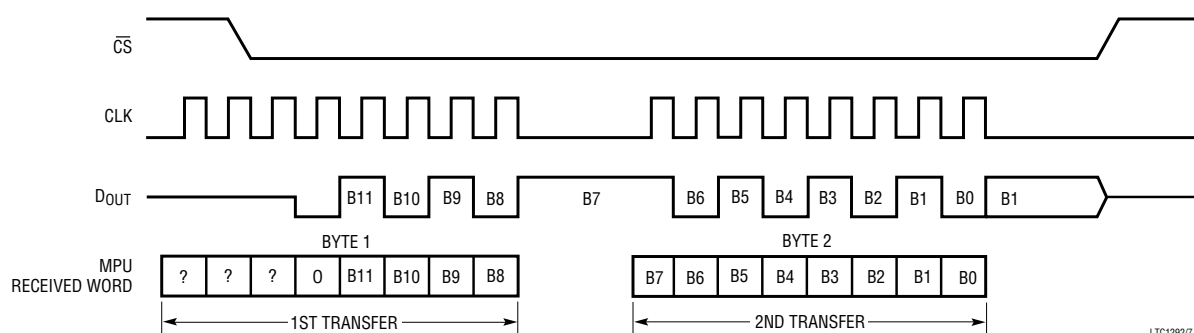 CS
CLK
DOUT
B11 B10 B9 B8 B7 B6 B5 B4 B3 B2 B1 B0 B1
BYTE 1 BYTE 2
MPU
RECEIVED WORD
? ? ? 0 B11 B10 B9 B8 B7 B6 B5 B4 B3 B2 B1 B0
1ST TRANSFER 2ND TRANSFER